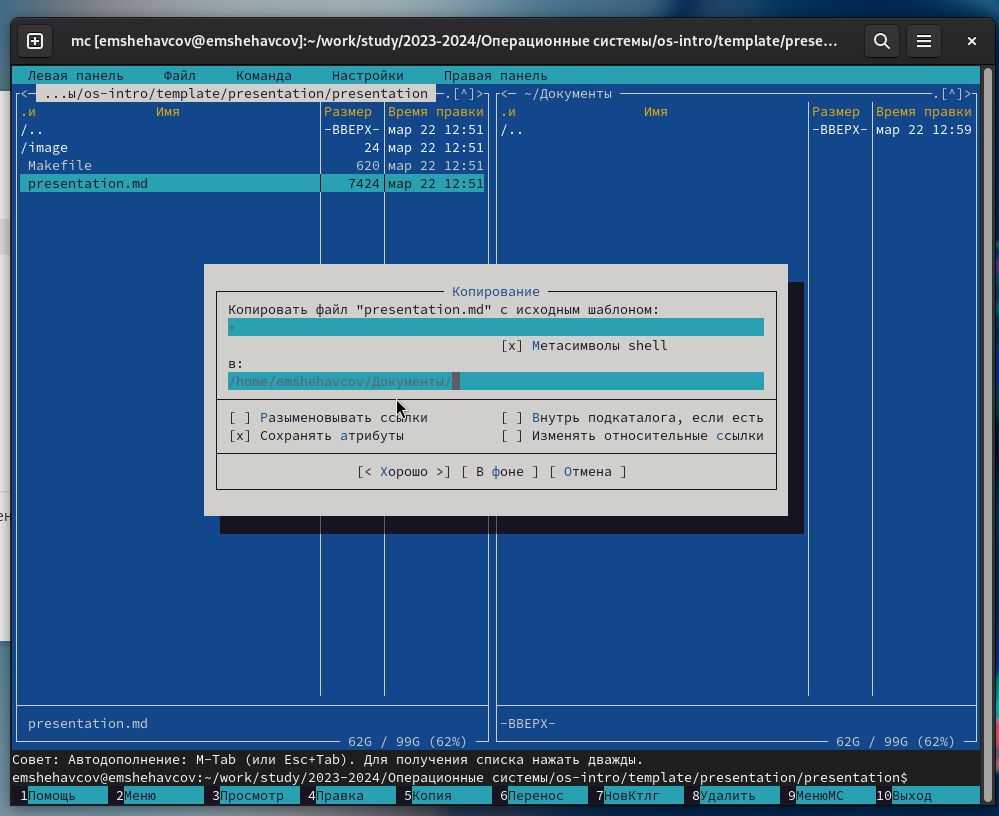 mc [emshehavcov@emshehavcov]:~/work/study/2023-2024/Операционные системы/os-intro/template/prese…
Левая панель Файл Команда Настройки Правая панель
<─ …ы/os-intro/template/presentation/presentation ─.[^]> <─ ~/Документы ─.[^]>
.и Имя Размер Время правки .и Имя Размер Время правки
/.. -ВВЕРХ- мар 22 12:51 /.. -ВВЕРХ- мар 22 12:59
/image 24 мар 22 12:51
Makefile 620 мар 22 12:51
presentation.md 7424 мар 22 12:51
Копирование
Копировать файл "presentation.md" с исходным шаблоном:
*
[x] Метасимволы shell
в:
/home/emshehavcov/Документы/
[ ] Разыменовывать ссылки [ ] Внутрь подкаталога, если есть
[x] Сохранять атрибуты [ ] Изменять относительные ссылки
[< Хорошо >] [ В фоне ] [ Отмена ]
presentation.md -ВВЕРХ-
62G / 99G (62%) 62G / 99G (62%)
Совет: Автодополнение: M-Tab (или Esc+Tab). Для получения списка нажать дважды.
emshehavcov@emshehavcov:~/work/study/2023-2024/Операционные системы/os-intro/template/presentation/presentation$
1Помощь 2Меню 3Просмотр 4Правка 5Копия 6Перенос 7НовКтлг 8Удалить 9МенюMC 10Выход